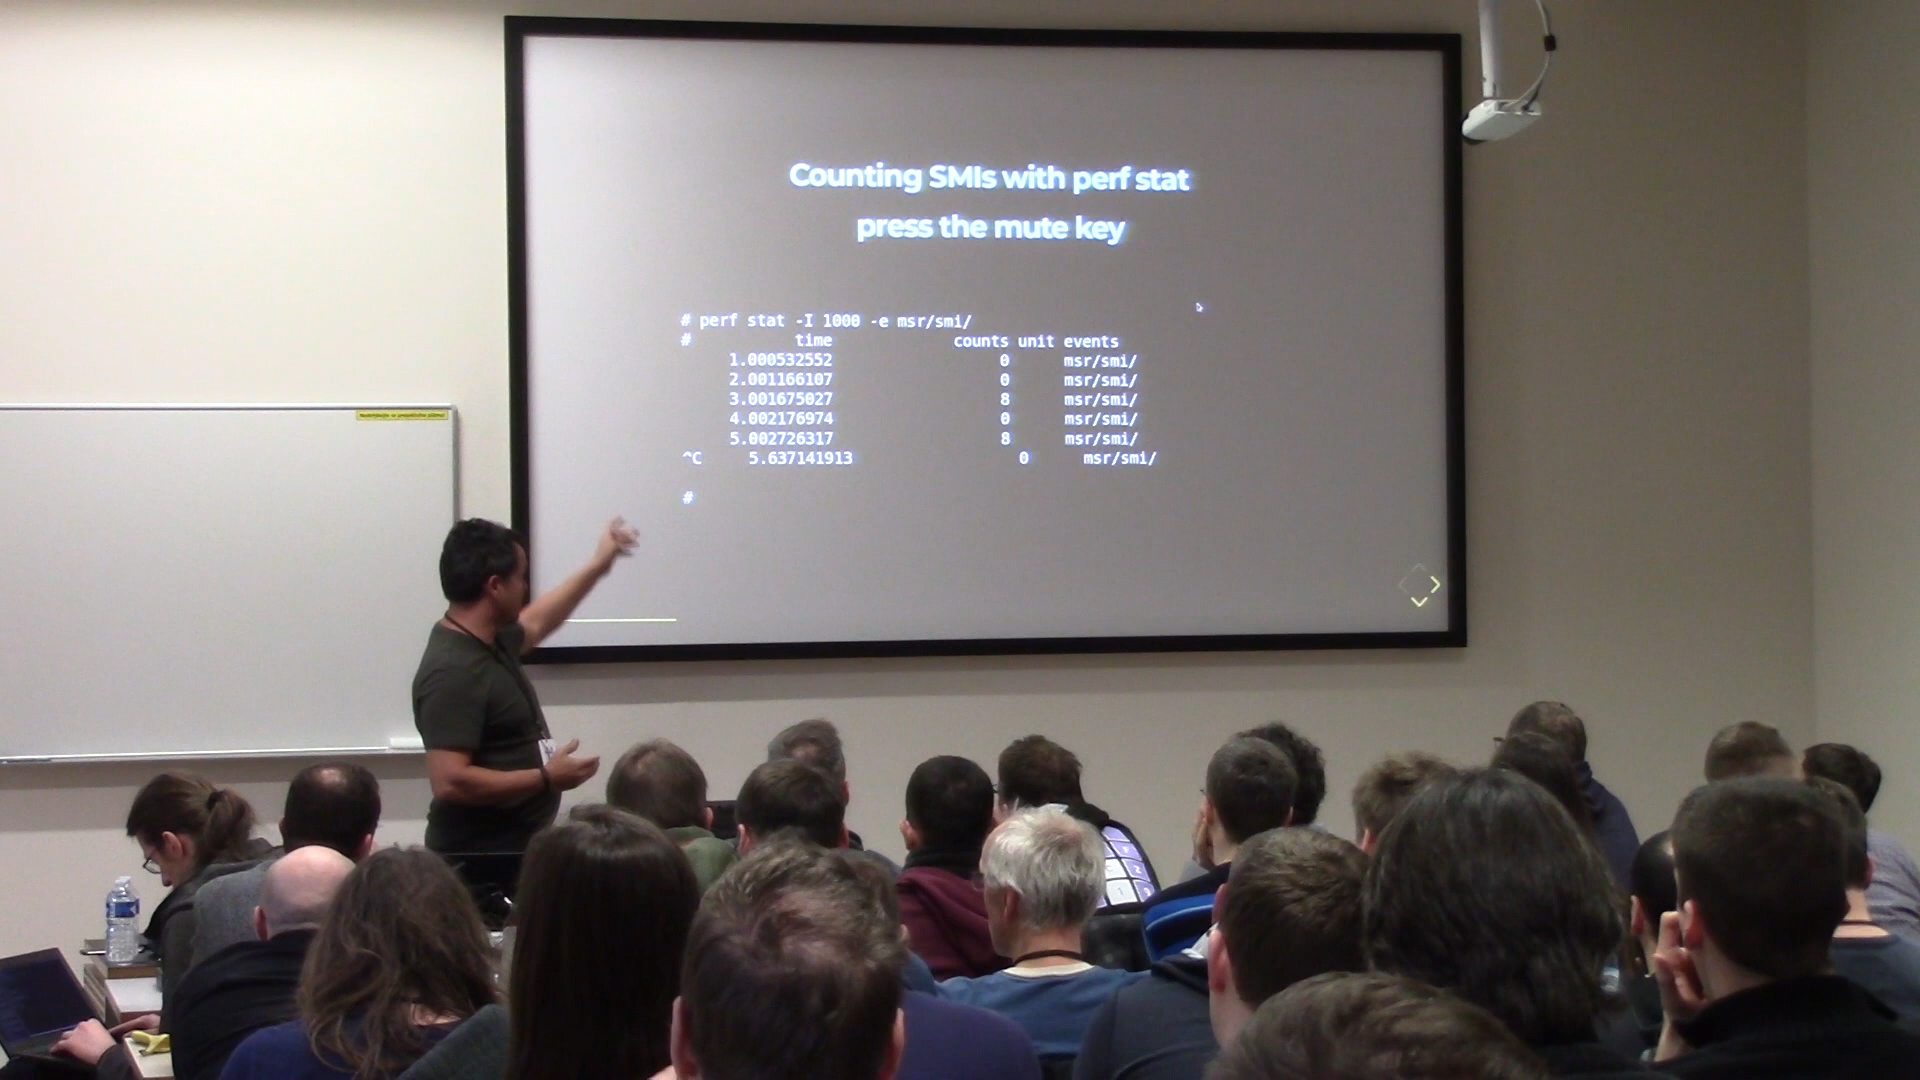 Counting SMIs with perf stat
press the mute key
# perf stat -I 1000 -e msr/smi/
# time counts unit events
1.000532552 0 msr/smi/
2.001166107 0 msr/smi/
3.001675027 8 msr/smi/
4.002176974 0 msr/smi/
5.002726317 8 msr/smi/
^C 5.637141913 0 msr/smi/
#